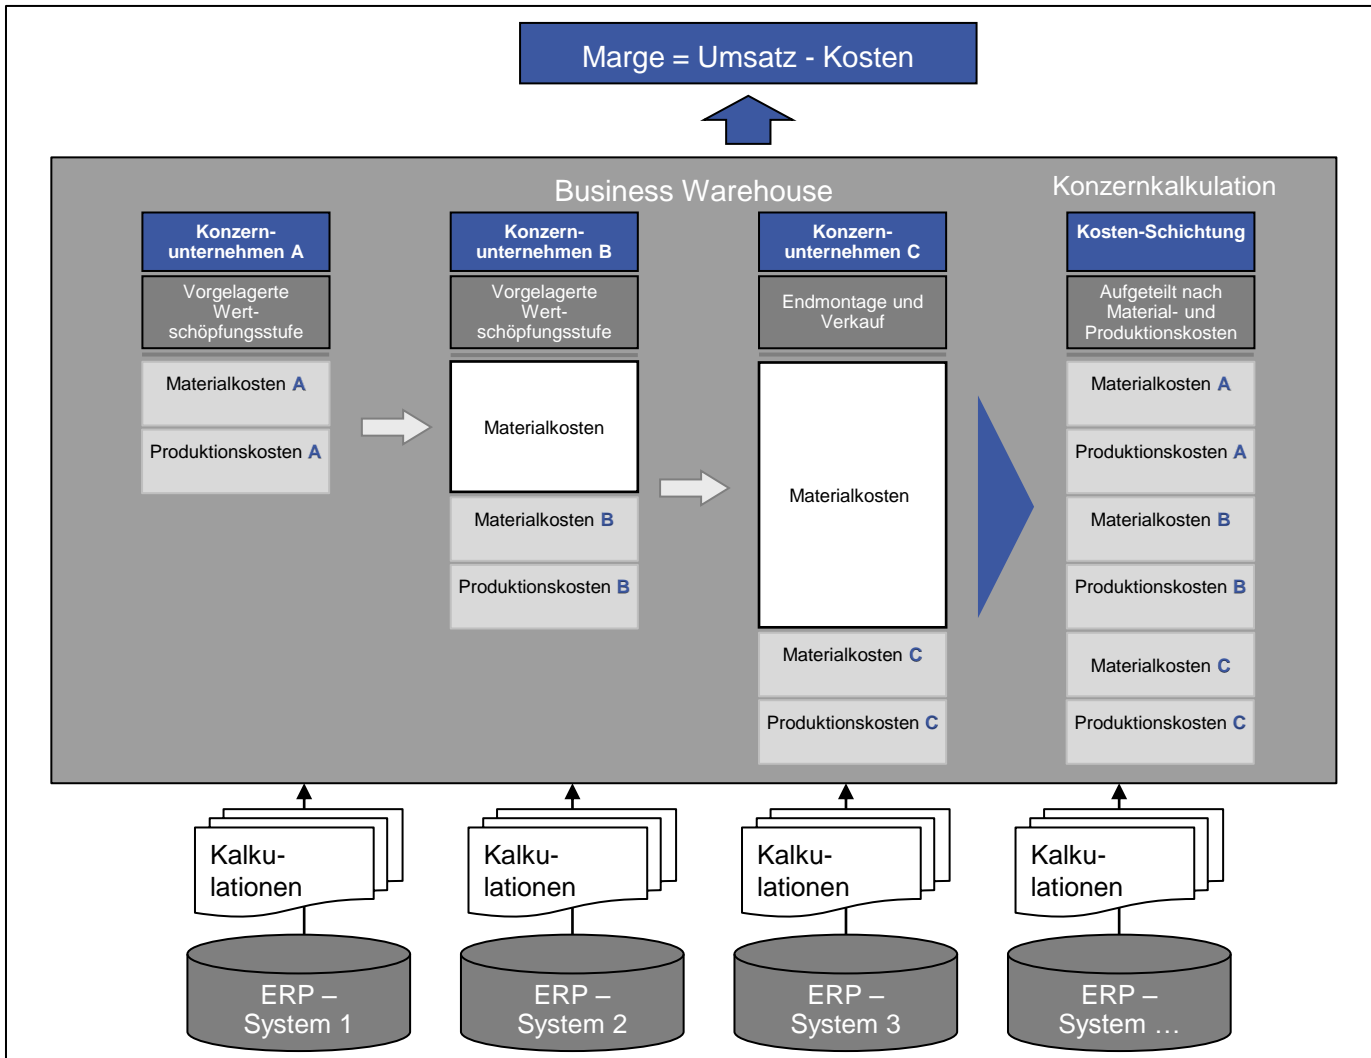 Marge = Umsatz - Kosten
Business Warehouse
Konzernkalkulation
Konzern-
unternehmen A
Vorgelagerte
Wert-
schöpfungsstufe
Materialkosten A
Produktionskosten A
Konzern-
unternehmen B
Vorgelagerte
Wert-
schöpfungsstufe
Materialkosten
Materialkosten B
Produktionskosten B
Konzern-
unternehmen C
Endmontage und
Verkauf
Materialkosten
Materialkosten C
Produktionskosten C
Kosten-Schichtung
Aufgeteilt nach
Material- und
Produktionskosten
Materialkosten A
Produktionskosten A
Materialkosten B
Produktionskosten B
Materialkosten C
Produktionskosten C
Kalku-
lationen
Kalku-
lationen
Kalku-
lationen
Kalku-
lationen
ERP –
System 1
ERP –
System 2
ERP –
System 3
ERP –
System …